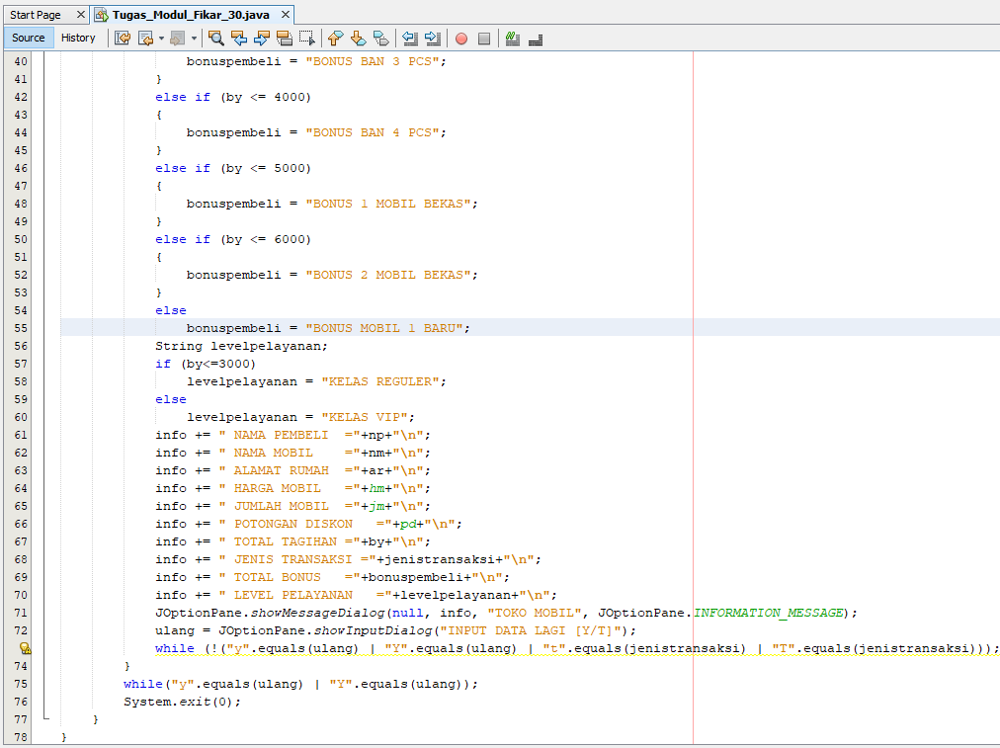 Start Page
Tugas_Modul_Fikar_30.java
Source History
40 bonuspembeli = "BONUS BAN 3 PCS";
41 }
42 else if (by <= 4000)
43 {
44 bonuspembeli = "BONUS BAN 4 PCS";
45 }
46 else if (by <= 5000)
47 {
48 bonuspembeli = "BONUS 1 MOBIL BEKAS";
49 }
50 else if (by <= 6000)
51 {
52 bonuspembeli = "BONUS 2 MOBIL BEKAS";
53 }
54 else
55 bonuspembeli = "BONUS MOBIL 1 BARU";
56 String levelpelayanan;
57 if (by<=3000)
58 levelpelayanan = "KELAS REGULER";
59 else
60 levelpelayanan = "KELAS VIP";
61 info += " NAMA PEMBELI  ="+np+"\n";
62 info += " NAMA MOBIL    ="+nm+"\n";
63 info += " ALAMAT RUMAH  ="+ar+"\n";
64 info += " HARGA MOBIL   ="+hm+"\n";
65 info += " JUMLAH MOBIL  ="+jm+"\n";
66 info += " POTONGAN DISKON   ="+pd+"\n";
67 info += " TOTAL TAGIHAN ="+by+"\n";
68 info += " JENIS TRANSAKSI ="+jenistransaksi+"\n";
69 info += " TOTAL BONUS   ="+bonuspembeli+"\n";
70 info += " LEVEL PELAYANAN   ="+levelpelayanan+"\n";
71 JOptionPane.showMessageDialog(null, info, "TOKO MOBIL", JOptionPane.INFORMATION_MESSAGE);
72 ulang = JOptionPane.showInputDialog("INPUT DATA LAGI [Y/T]");
while (!("y".equals(ulang) | "Y".equals(ulang) | "t".equals(jenistransaksi) | "T".equals(jenistransaksi)));
74 }
75 while("y".equals(ulang) | "Y".equals(ulang));
76 System.exit(0);
77 }
78 }